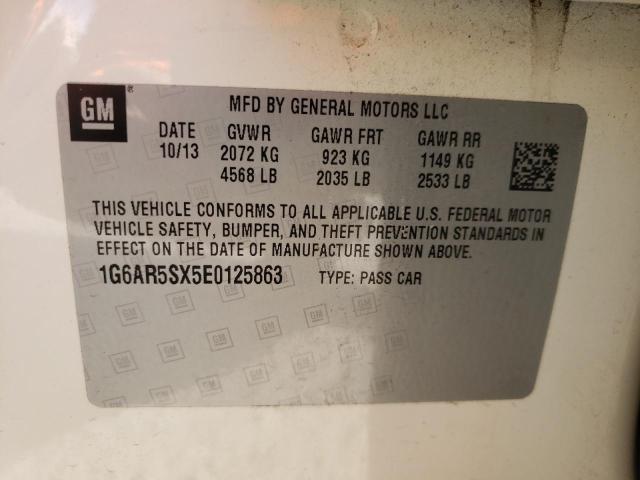 GM
MFD BY GENERAL MOTORS LLC
DATE GVWR GAWR FRT GAWR RR
10/13 2072 KG 923 KG 1149 KG
4568 LB 2035 LB 2533 LB
THIS VEHICLE CONFORMS TO ALL APPLICABLE U.S. FEDERAL MOTOR
VEHICLE SAFETY, BUMPER, AND THEFT PREVENTION STANDARDS IN
EFFECT ON THE DATE OF MANUFACTURE SHOWN ABOVE.
1G6AR5SX5E0125863 TYPE: PASS CAR